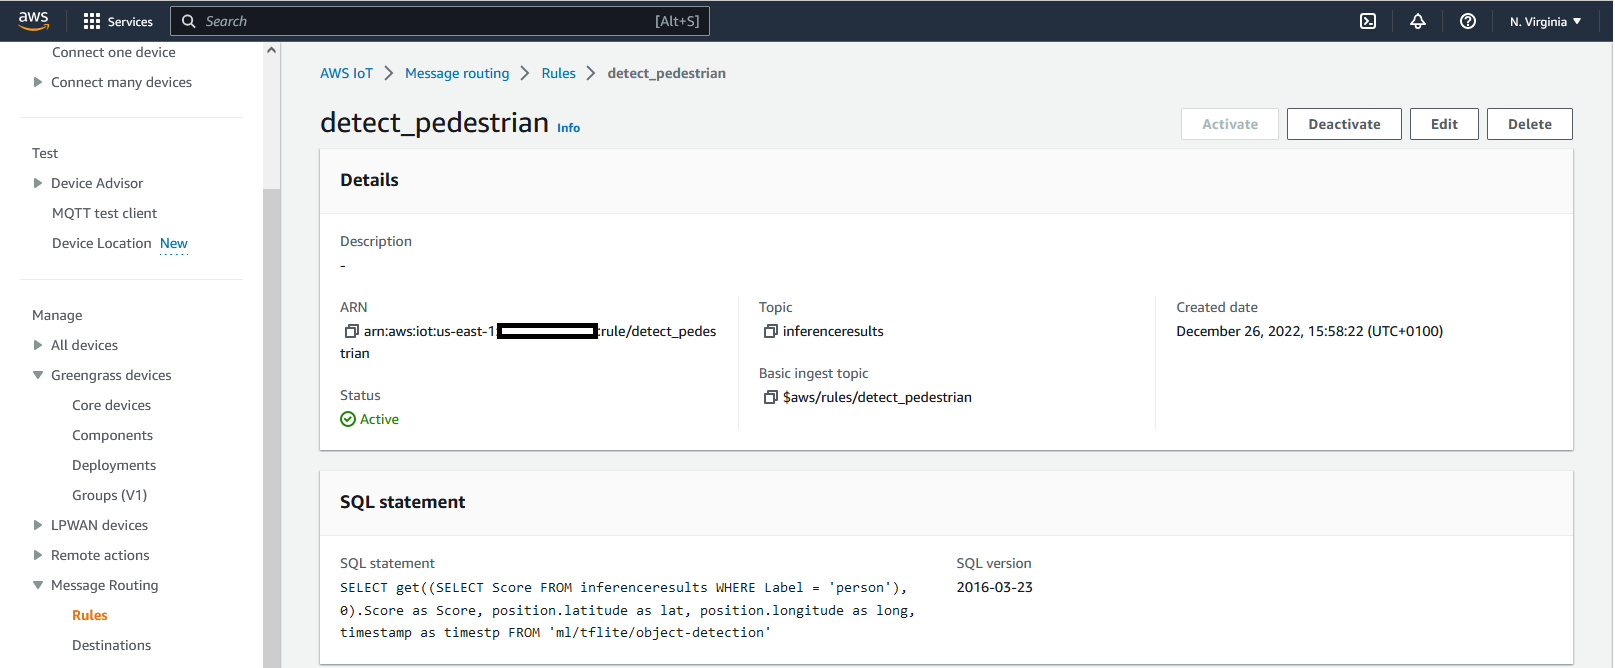 aws
Services
Search
[Alt+S]
N. Virginia
Connect one device
Connect many devices
Test
Device Advisor
MQTT test client
Device Location New
Manage
All devices
Greengrass devices
Core devices
Components
Deployments
Groups (V1)
LPWAN devices
Remote actions
Message Routing
Rules
Destinations
AWS IoT
Message routing
Rules
detect_pedestrian
detect_pedestrian Info
Activate
Deactivate
Edit
Delete
Details
Description
-
ARN
arn:aws:iot:us-east-1: :rule/detect_pedes
trian
Status
Active
Topic
inferenceresults
Basic ingest topic
$aws/rules/detect_pedestrian
Created date
December 26, 2022, 15:58:22 (UTC+0100)
SQL statement
SQL statement
SELECT get((SELECT Score FROM inferenceresults WHERE Label = 'person'),
0).Score as Score, position.latitude as lat, position.longitude as long,
timestamp as timestp FROM 'ml/tflite/object-detection'
SQL version
2016-03-23